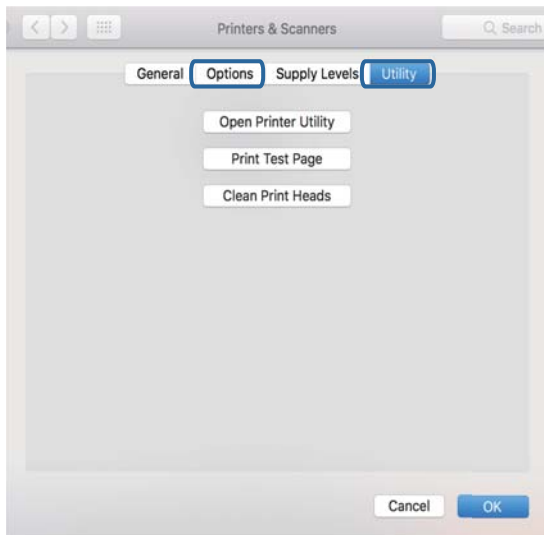 Printers & Scanners Search
General Options Supply Levels Utility
Open Printer Utility
Print Test Page
Clean Print Heads
Cancel OK